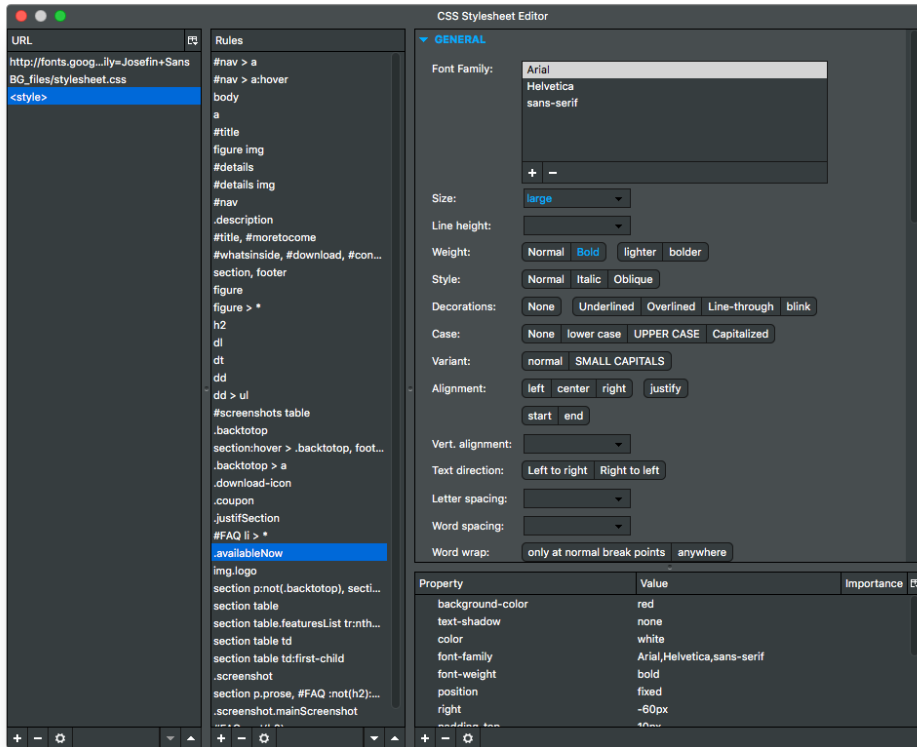 CSS Stylesheet Editor
URL
http://fonts.goog...ily=Josefin+Sans
BG_files/stylesheet.css
<style>
Rules
#nav > a
#nav > a:hover
body
a
#title
figure img
#details
#details img
#nav
.description
#title, #moretocome
#whatsinside, #download, #con...
section, footer
figure
figure > *
h2
dl
dt
dd
dd > ul
#screenshots table
.backtotop
section:hover > .backtotop, foot...
.backtotop > a
.download-icon
.coupon
.justifSection
#FAQ li > *
.availableNow
img.logo
section p:not(.backtotop), secti...
section table
section table.featuresList tr:nth...
section table td
section table td:first-child
.screenshot
section p.prose, #FAQ :not(h2):...
.screenshot.mainScreenshot
GENERAL
Font Family:
Arial
Helvetica
sans-serif
+ −
Size: large
Line height:
Weight: Normal Bold lighter bolder
Style: Normal Italic Oblique
Decorations: None Underlined Overlined Line-through blink
Case: None lower case UPPER CASE Capitalized
Variant: normal SMALL CAPITALS
Alignment: left center right justify
start end
Vert. alignment:
Text direction: Left to right Right to left
Letter spacing:
Word spacing:
Word wrap: only at normal break points anywhere
Property Value Importance
background-color red
text-shadow none
color white
font-family Arial,Helvetica,sans-serif
font-weight bold
position fixed
right -60px
padding-top 10px
+ −
+ −
+ −